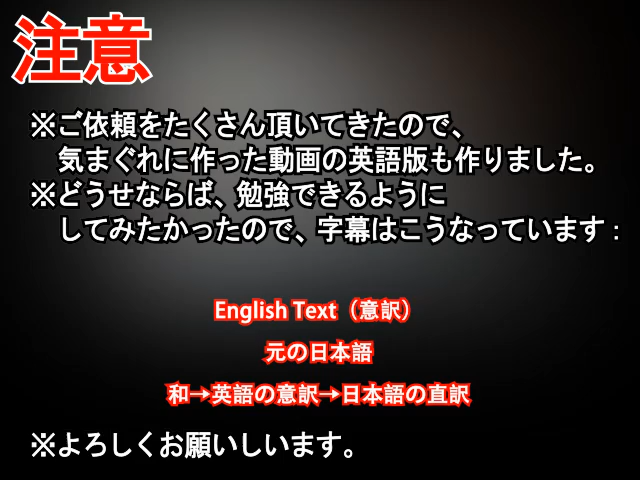 注意
※ご依頼をたくさん頂いてきたので、
気まぐれに作った動画の英語版も作りました。
※どうせならば、勉強できるように
してみたかったので、字幕はこうなっています：
English Text（意訳）
元の日本語
和→英語の意訳→日本語の直訳
※よろしくお願いしいます。